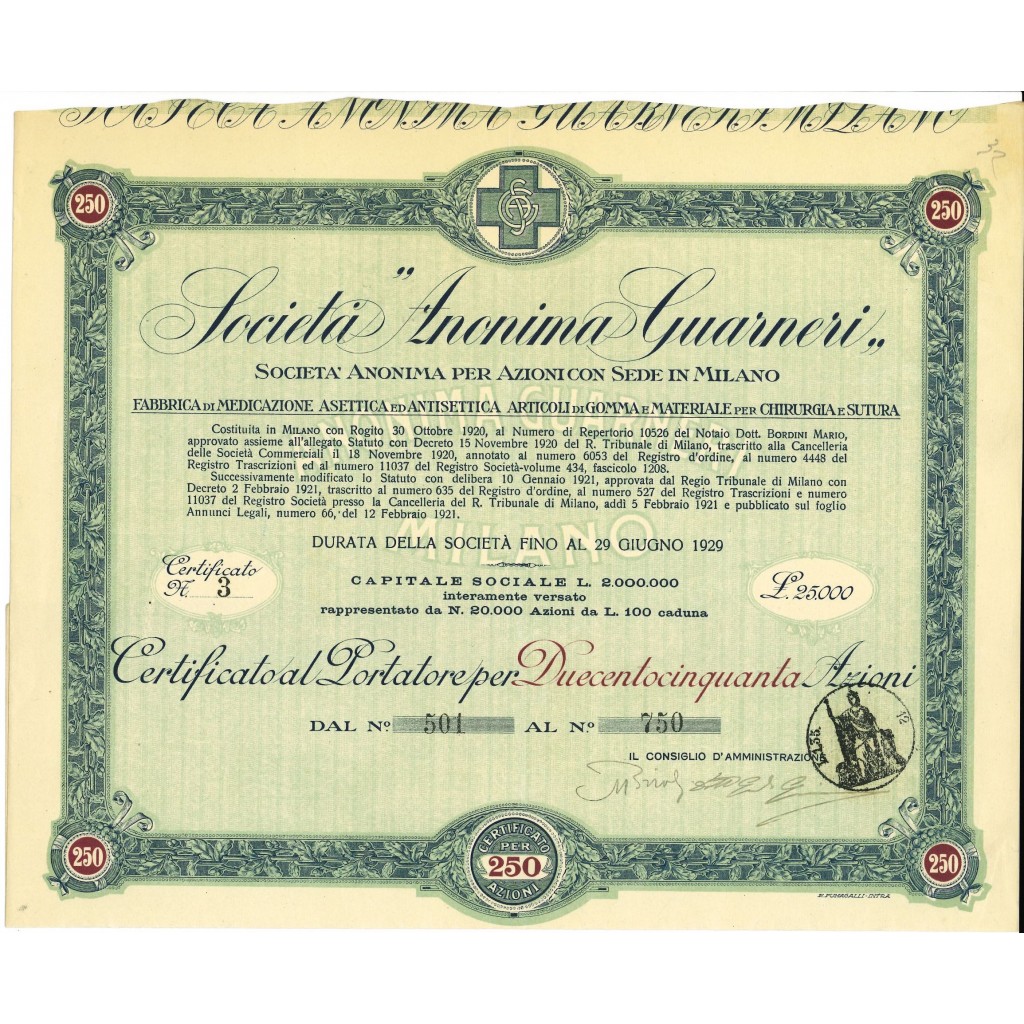 SOCIETÀ ANONIMA GUARNERI MILANO
250
250
Società "Anonima Guarneri„
SOCIETA' ANONIMA PER AZIONI CON SEDE IN MILANO
FABBRICA DI MEDICAZIONE ASETTICA ED ANTISETTICA ARTICOLI DI GOMMA E MATERIALE PER CHIRURGIA E SUTURA
Costituita in MILANO con Rogito 30 Ottobre 1920, al Numero di Repertorio 10526 del Notaio Dott. BORDINI MARIO,
approvato assieme all'allegato Statuto con Decreto 15 Novembre 1920 del R. Tribunale di Milano, trascritto alla Cancelleria
delle Società Commerciali il 18 Novembre 1920, annotato al numero 6053 del Registro d'ordine, al numero 4448 del
Registro Trascrizioni ed al numero 11037 del Registro Società-volume 434, fascicolo 1208.
Successivamente modificato lo Statuto con delibera 10 Gennaio 1921, approvata dal Regio Tribunale di Milano con
Decreto 2 Febbraio 1921, trascritto al numero 635 del Registro d'ordine, al numero 527 del Registro Trascrizioni e numero
11037 del Registro Società presso la Cancelleria del R. Tribunale di Milano, addì 5 Febbraio 1921 e pubblicato sul foglio
Annunci Legali, numero 66, del 12 Febbraio 1921.
MILANO
DURATA DELLA SOCIETÀ FINO AL 29 GIUGNO 1929
Certificato
N. 3
CAPITALE SOCIALE L. 2.000.000
interamente versato
rappresentato da N. 20.000 Azioni da L. 100 caduna
£. 25.000
Certificato al Portatore per Duecentocinquanta Azioni
DAL Nº 501 AL Nº 750
IL CONSIGLIO D'AMMINISTRAZIONE
12
250
CERTIFICATO
PER
250
AZIONI
250
E. FUMAGALLI-INTRA